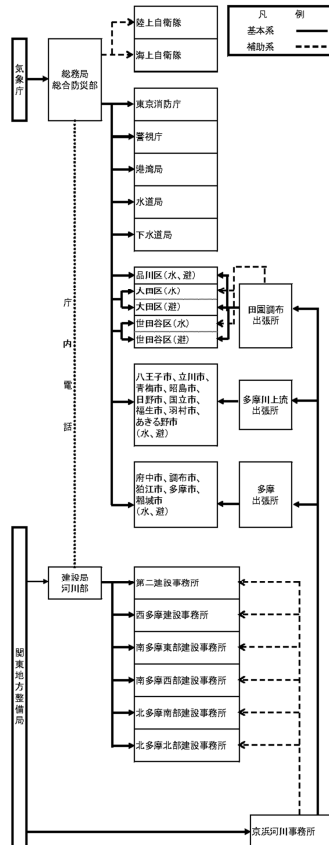 凡　例
基本系
補助系
陸上自衛隊
海上自衛隊
気象庁
総務局
総合防災部
東京消防庁
警視庁
港湾局
水道局
下水道局
品川区(水、避)
大田区(水)
大田区(避)
世田谷区(水)
世田谷区(避)
田園調布
出張所
庁内電話
八王子市、立川市、
青梅市、昭島市、
日野市、国立市、
福生市、羽村市、
あきる野市
(水、避)
多摩川上流
出張所
府中市、調布市、
狛江市、多摩市、
稲城市
(水、避)
多摩
出張所
関東地方整備局
建設局
河川部
第二建設事務所
西多摩建設事務所
南多摩東部建設事務所
南多摩西部建設事務所
北多摩南部建設事務所
北多摩北部建設事務所
京浜河川事務所